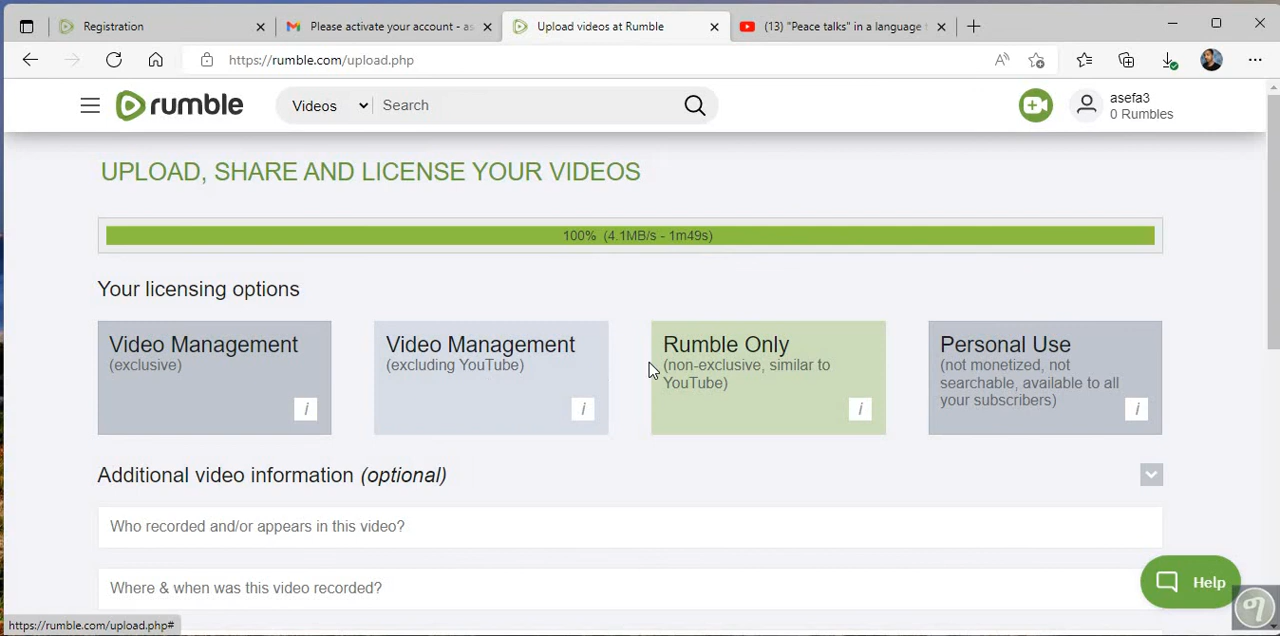 Registration
Please activate your account - as
Upload videos at Rumble
(13) "Peace talks" in a language
https://rumble.com/upload.php
rumble
Videos
Search
asefa3
0 Rumbles
UPLOAD, SHARE AND LICENSE YOUR VIDEOS
100% (4.1MB/s - 1m49s)
Your licensing options
Video Management
(exclusive)
i
Video Management
(excluding YouTube)
i
Rumble Only
(non-exclusive, similar to
YouTube)
i
Personal Use
(not monetized, not
searchable, available to all
your subscribers)
i
Additional video information (optional)
Who recorded and/or appears in this video?
Where & when was this video recorded?
Help
https://rumble.com/upload.php#